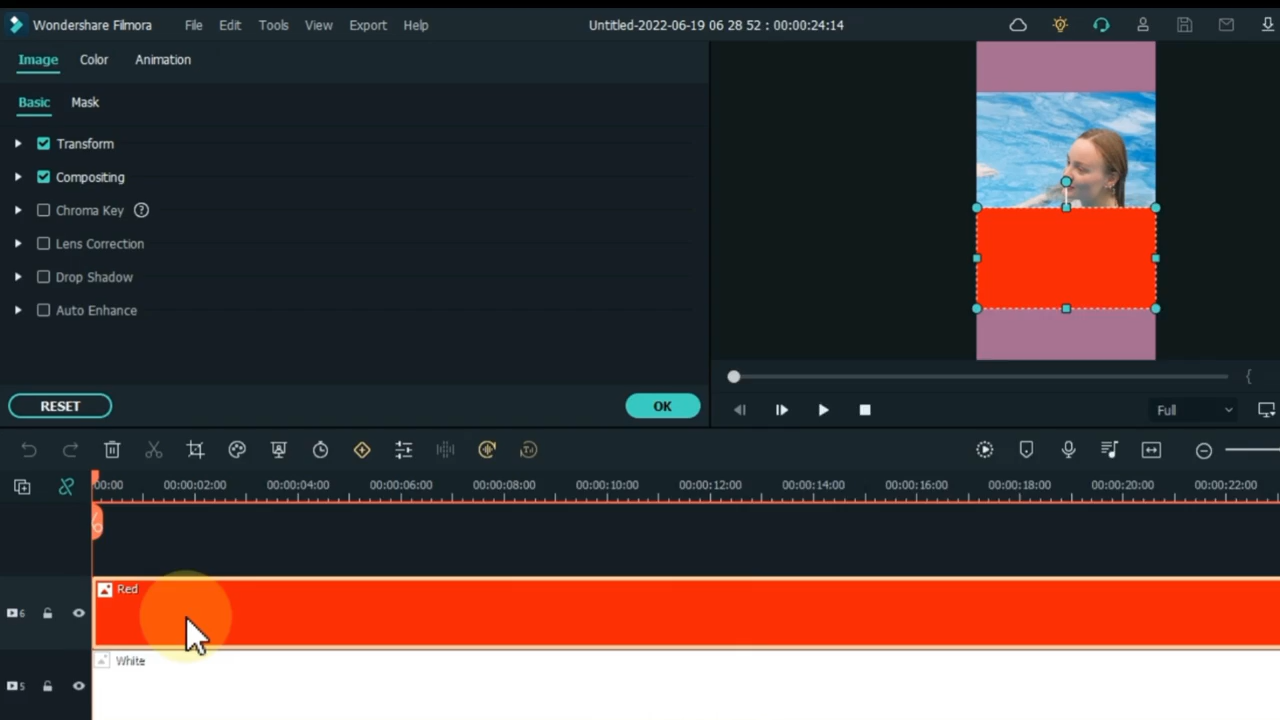 Wondershare Filmora File Edit Tools View Export Help Untitled-2022-06-19 06 28 52 : 00:00:24:14
Image Color Animation
Basic Mask
Transform
Compositing
Chroma Key ?
Lens Correction
Drop Shadow
Auto Enhance
RESET OK
{
Full
00:00 00:00:02:00 00:00:04:00 00:00:06:00 00:00:08:00 00:00:10:00 00:00:12:00 00:00:14:00 00:00:16:00 00:00:18:00 00:00:20:00 00:00:22:00
Red
6
White
5